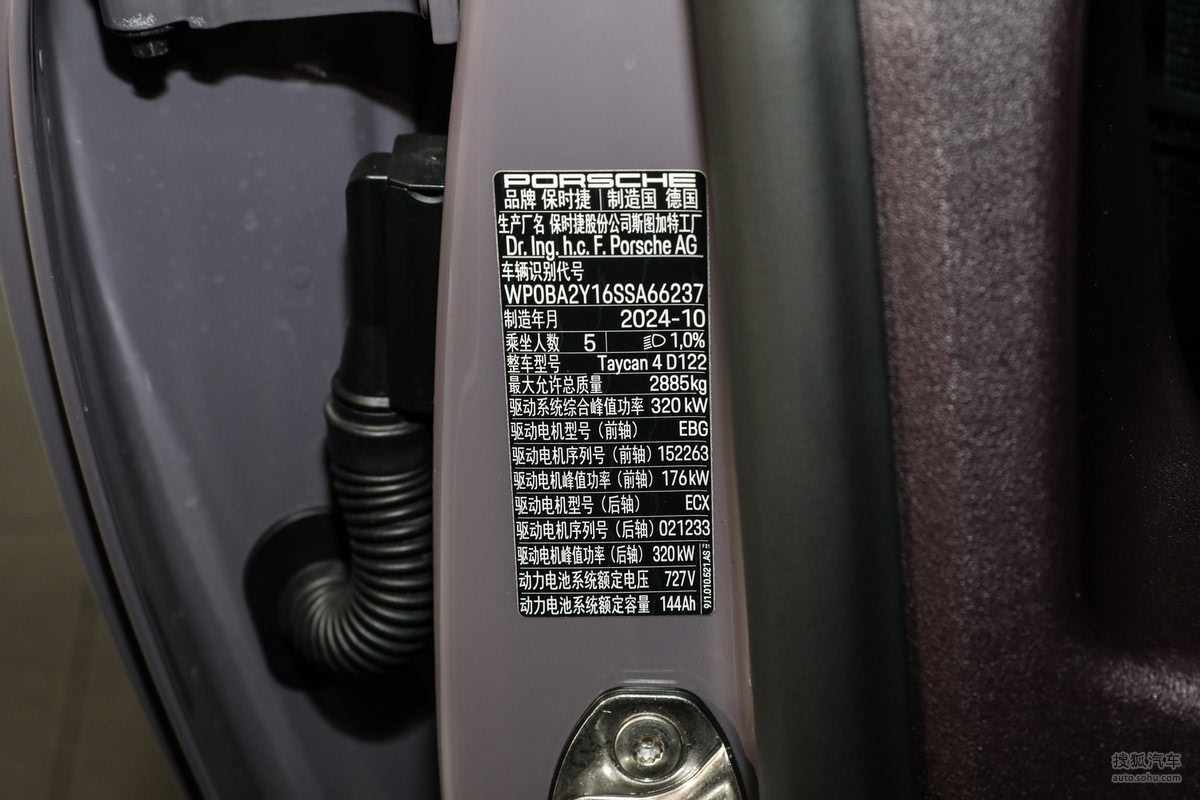 PORSCHE
品牌 保时捷 制造国 德国
生产厂名 保时捷股份公司斯图加特工厂
Dr. Ing. h.c. F. Porsche AG
车辆识别代号
WP0BA2Y16SSA66237
制造年月 2024-10
乘坐人数 5 1,0%
整车型号 Taycan 4 D122
最大允许总质量 2885kg
驱动系统综合峰值功率 320 kW
驱动电机型号（前轴） EBG
驱动电机序列号（前轴）152263
驱动电机峰值功率（前轴）176kW
驱动电机型号（后轴） ECX
驱动电机序列号（后轴）021233
驱动电机峰值功率（后轴） 320 kW
动力电池系统额定电压 727V
动力电池系统额定容量 144Ah
9J1.010.621.AS
搜狐汽车
auto.sohu.com